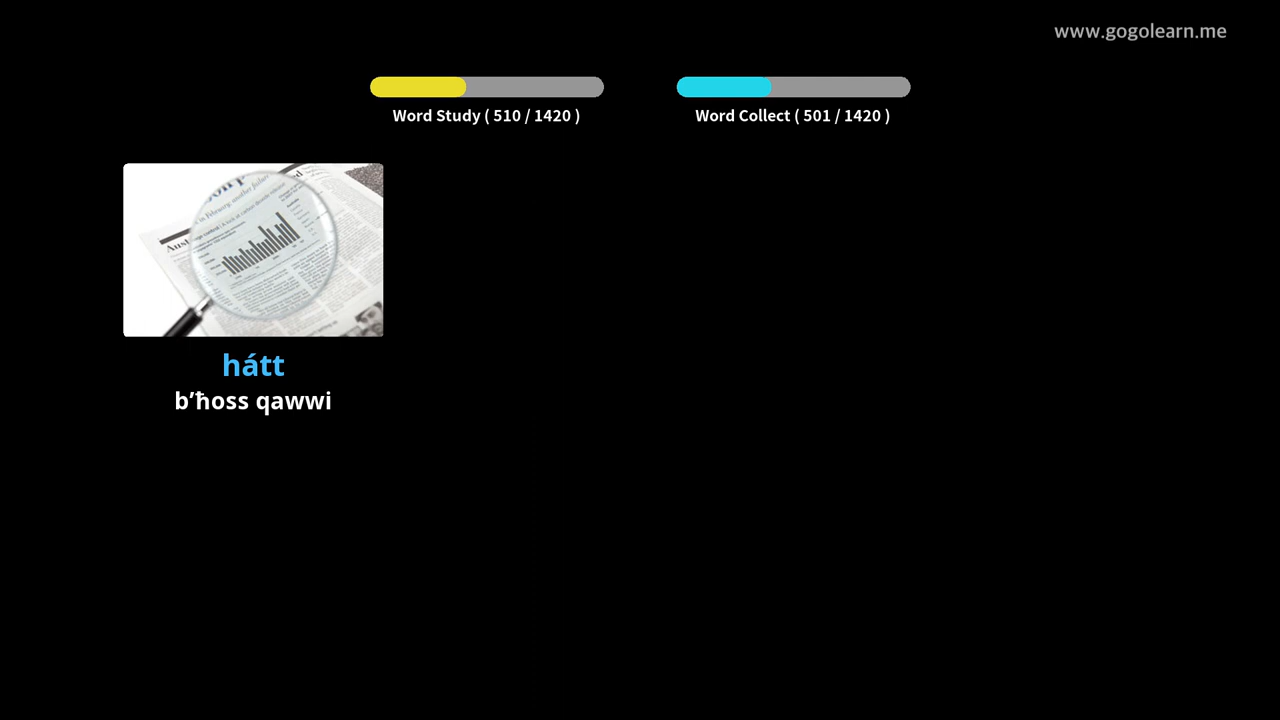 www.gogolearn.me
Word Study ( 510 / 1420 )
Word Collect ( 501 / 1420 )
hátt
b’ħoss qawwi